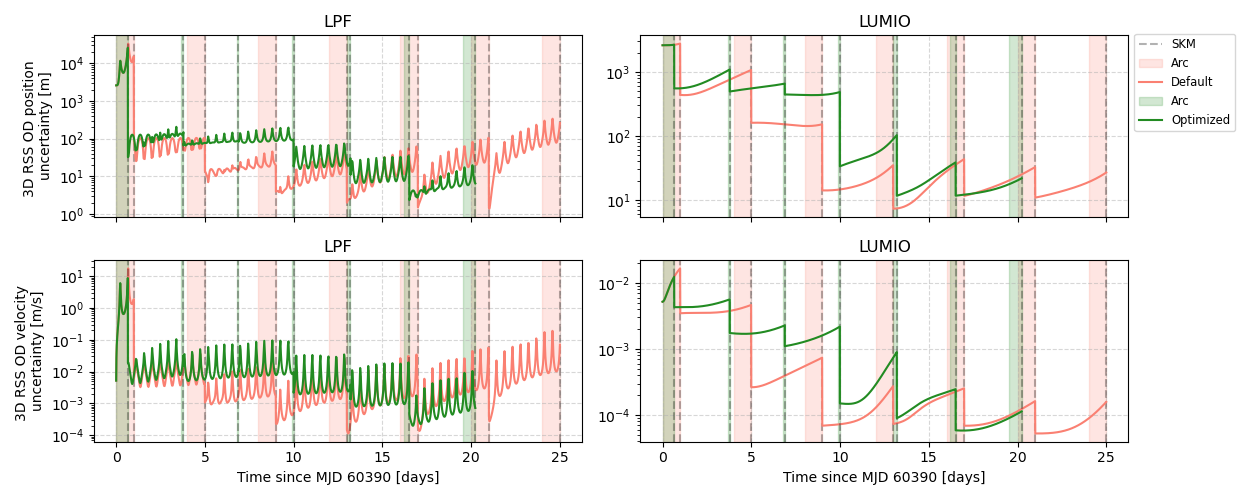 LPF
LUMIO
3D RSS OD position
uncertainty [m]
10⁴
10³
10²
10¹
10⁰
10³
10²
10¹
SKM
Arc
Default
Arc
Optimized
LPF
LUMIO
3D RSS OD velocity
uncertainty [m/s]
10¹
10⁰
10⁻¹
10⁻²
10⁻³
10⁻⁴
10⁻²
10⁻³
10⁻⁴
0 5 10 15 20 25
0 5 10 15 20 25
Time since MJD 60390 [days]
Time since MJD 60390 [days]